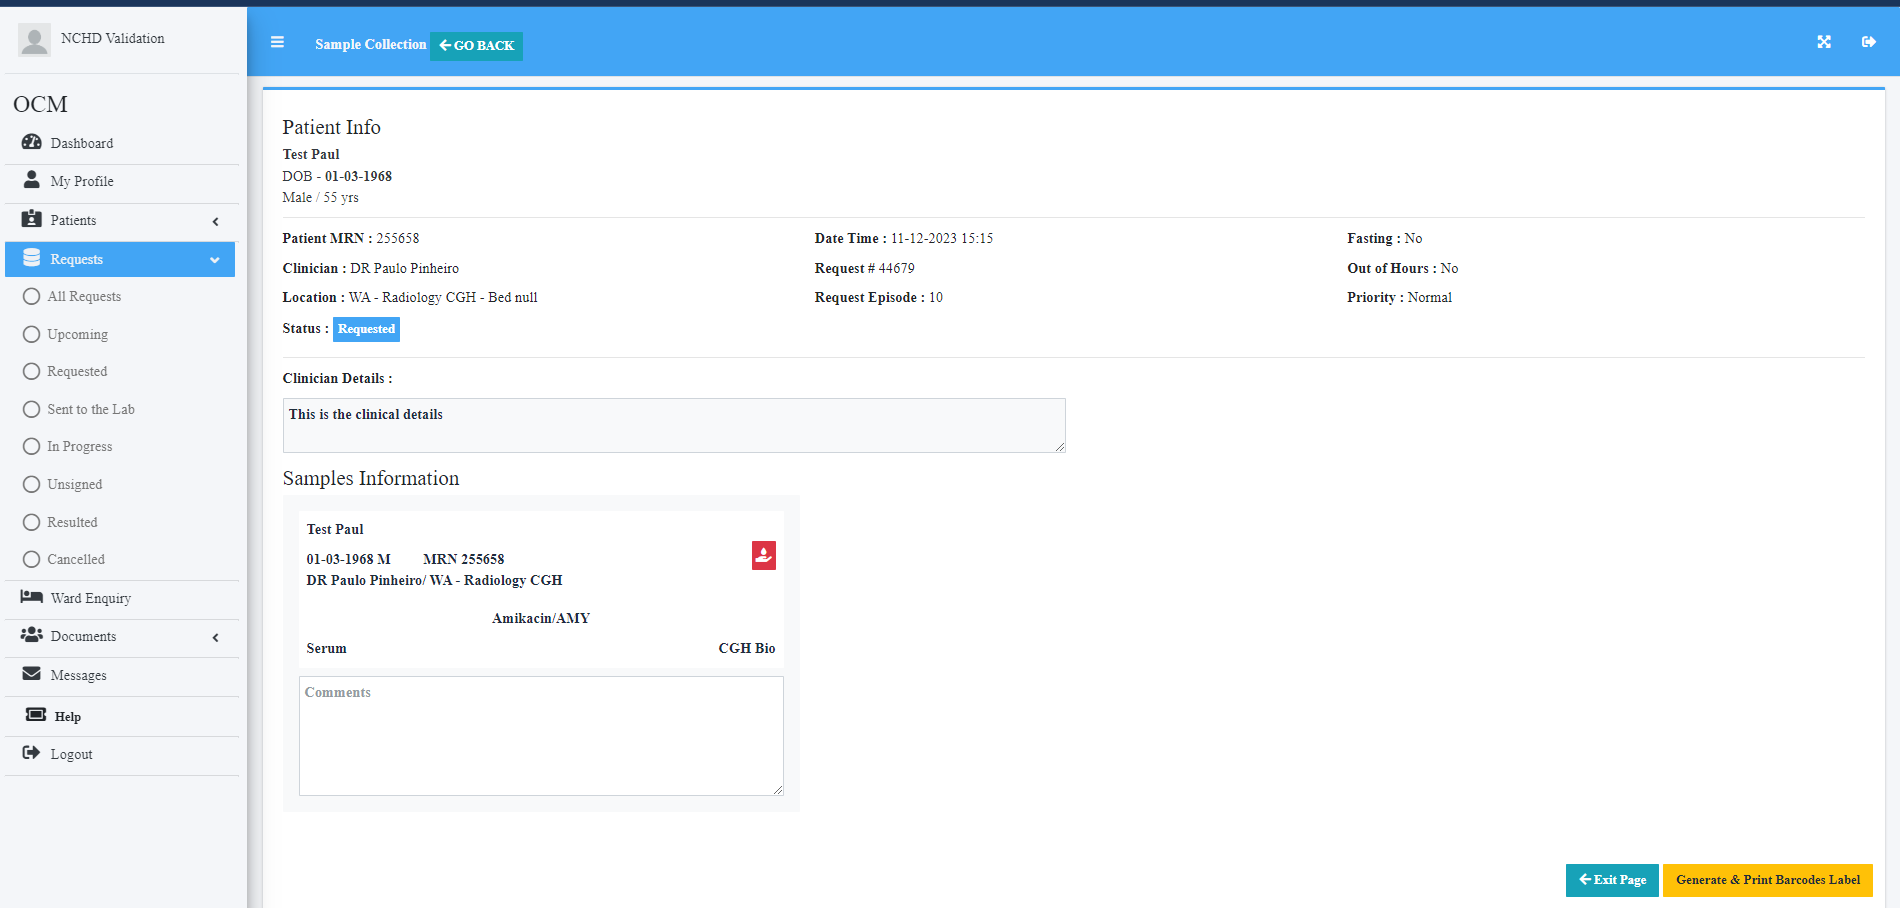 NCHD Validation
OCM
Dashboard
My Profile
Patients
Requests
All Requests
Upcoming
Requested
Sent to the Lab
In Progress
Unsigned
Resulted
Cancelled
Ward Enquiry
Documents
Messages
Help
Logout
Sample Collection GO BACK
Patient Info
Test Paul
DOB - 01-03-1968
Male / 55 yrs
Patient MRN : 255658 Date Time : 11-12-2023 15:15 Fasting : No
Clinician : DR Paulo Pinheiro Request # 44679 Out of Hours : No
Location : WA - Radiology CGH - Bed null Request Episode : 10 Priority : Normal
Status : Requested
Clinician Details :
This is the clinical details
Samples Information
Test Paul
01-03-1968 M MRN 255658
DR Paulo Pinheiro/ WA - Radiology CGH
Amikacin/AMY
Serum CGH Bio
Comments
Exit Page Generate & Print Barcodes Label